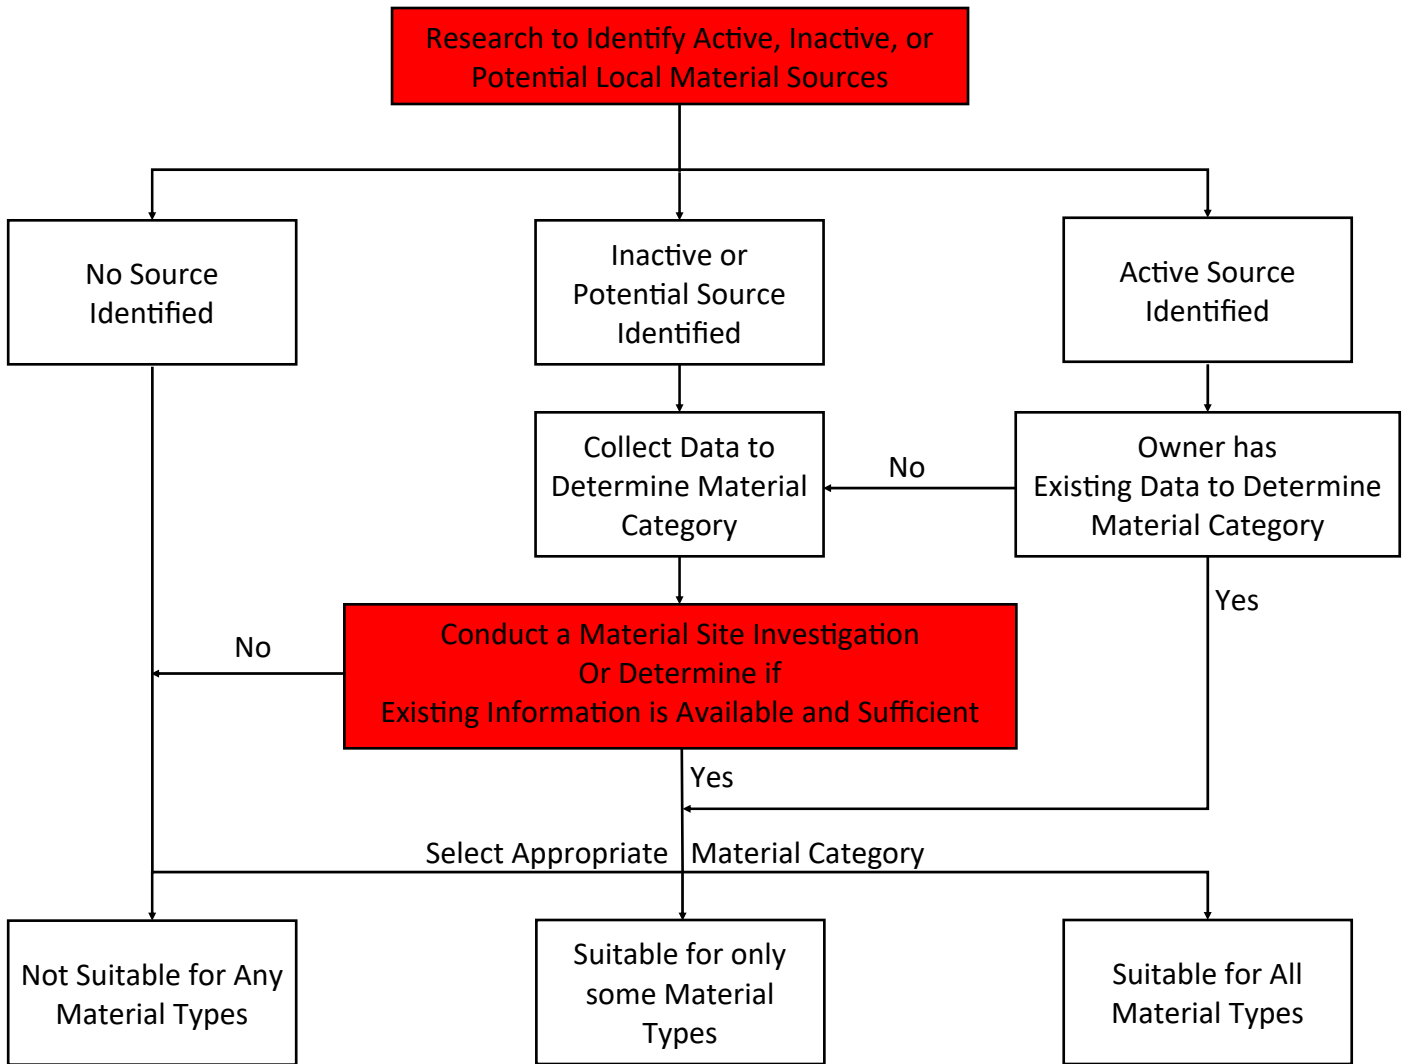 Research to Identify Active, Inactive, or
Potential Local Material Sources
No Source
Identified
Inactive or
Potential Source
Identified
Active Source
Identified
Collect Data to
Determine Material
Category
No
Owner has
Existing Data to Determine
Material Category
Yes
No
Conduct a Material Site Investigation
Or Determine if
Existing Information is Available and Sufficient
Yes
Select Appropriate Material Category
Not Suitable for Any
Material Types
Suitable for only
some Material
Types
Suitable for All
Material Types